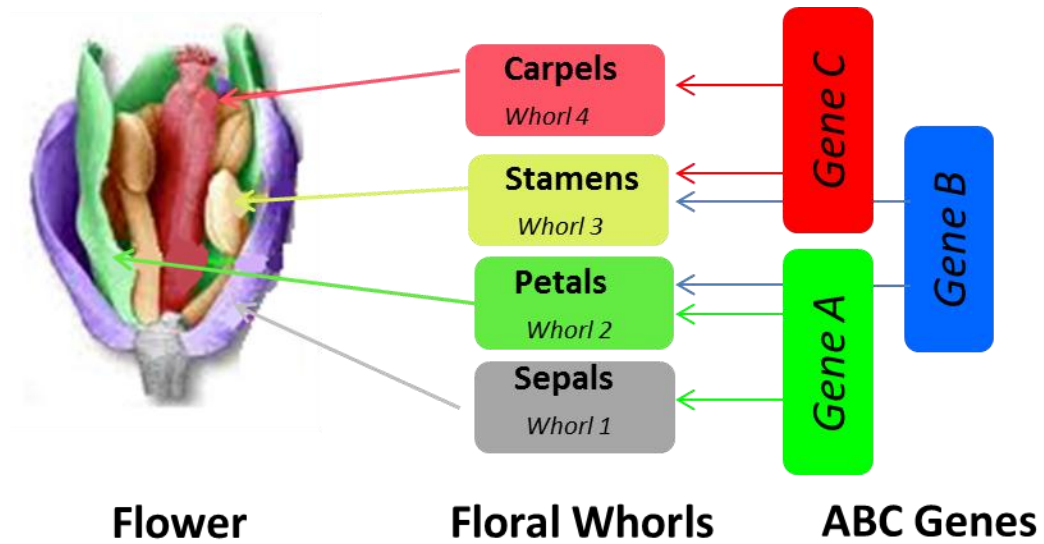 Carpels
Whorl 4
Stamens
Whorl 3
Petals
Whorl 2
Sepals
Whorl 1
Gene C
Gene B
Gene A
Flower
Floral Whorls
ABC Genes